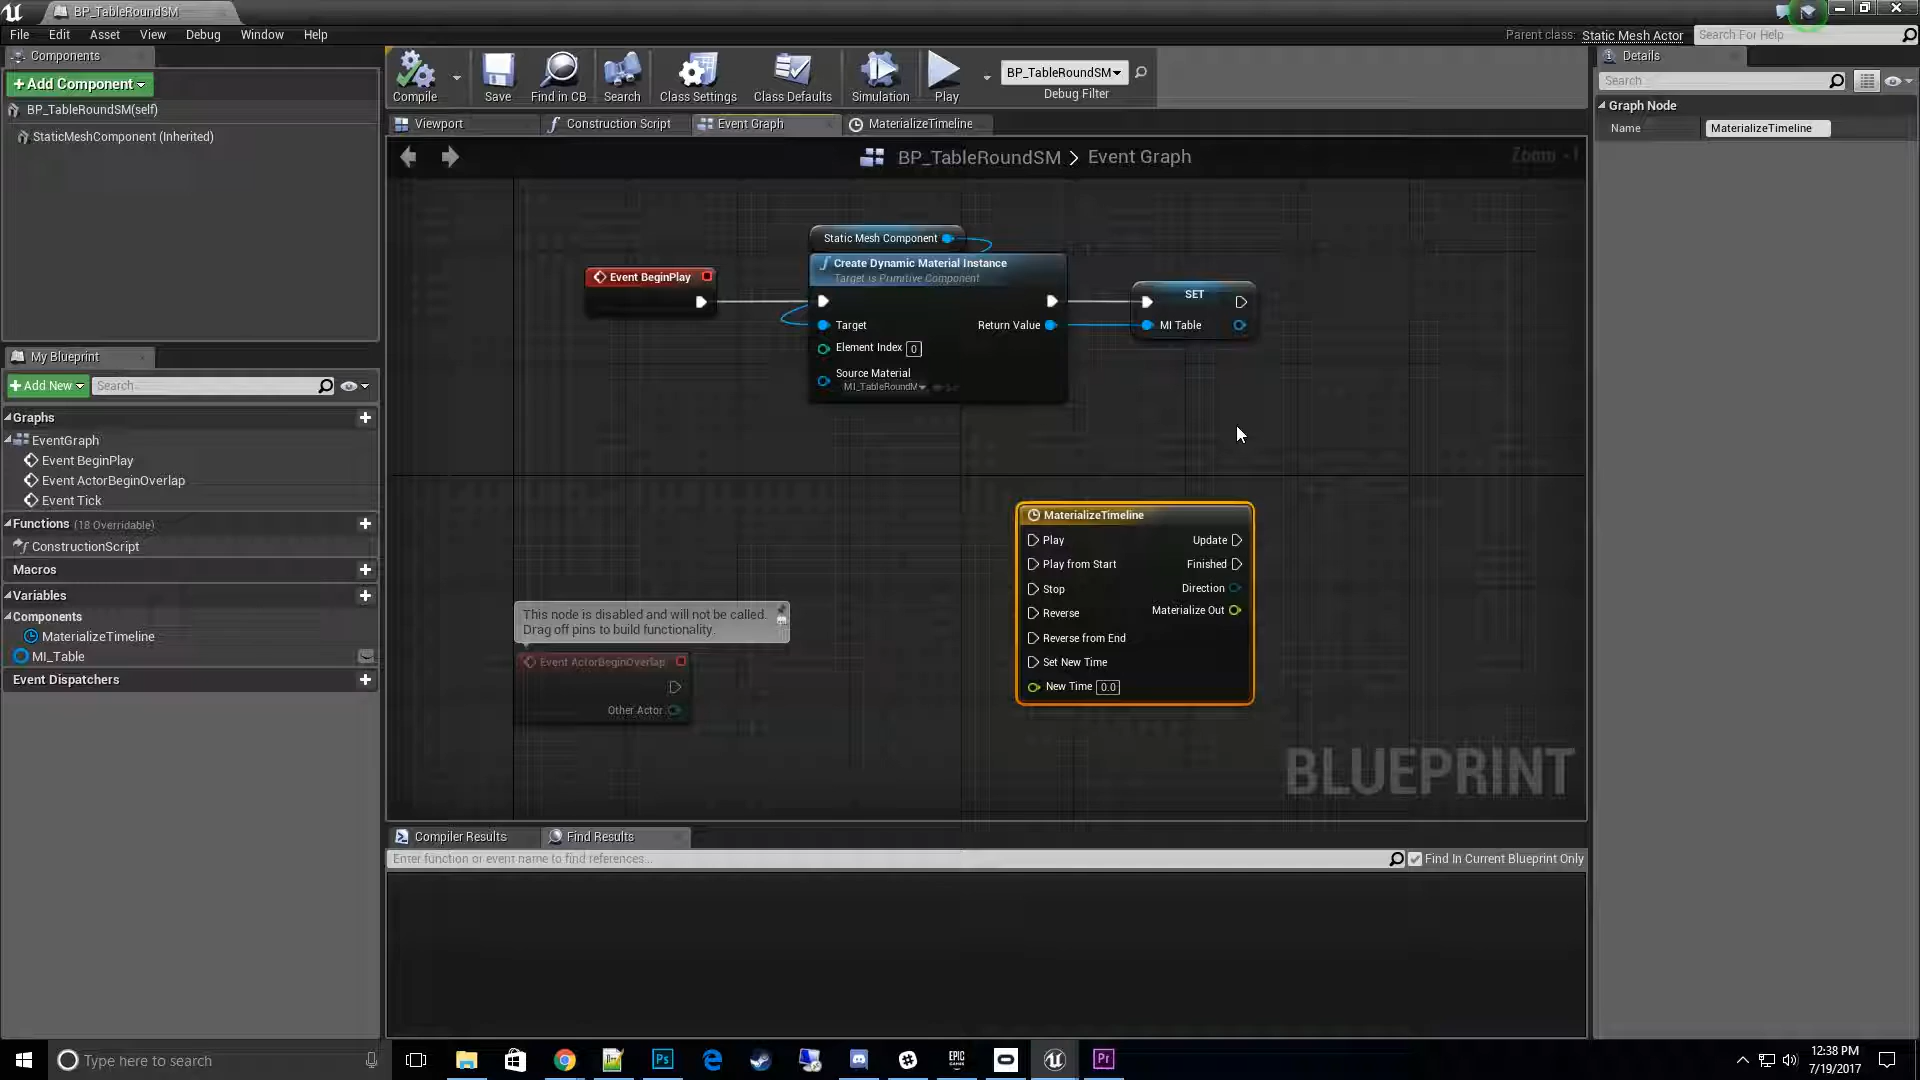 BP_TableRoundSM
File Edit Asset View Debug Window Help
Parent class: Static Mesh Actor
Search For Help
Components
+Add Component
BP_TableRoundSM(self)
StaticMeshComponent (Inherited)
Compile
Save
Find in CB
Search
Class Settings
Class Defaults
Simulation
Play
BP_TableRoundSM
Debug Filter
Details
Search
Graph Node
Name MaterializeTimeline
Viewport
Construction Script
Event Graph
MaterializeTimeline
BP_TableRoundSM > Event Graph
Zoom -1
My Blueprint
+Add New
Search
Graphs
EventGraph
Event BeginPlay
Event ActorBeginOverlap
Event Tick
Functions (18 Overridable)
ConstructionScript
Macros
Variables
Components
MaterializeTimeline
MI_Table
Event Dispatchers
Static Mesh Component
Event BeginPlay
Create Dynamic Material Instance
Target is Primitive Component
Target
Return Value
Element Index 0
Source Material
MI_TableRoundM
SET
MI Table
MaterializeTimeline
Play
Update
Play from Start
Finished
Stop
Direction
Reverse
Materialize Out
Reverse from End
Set New Time
New Time 0.0
This node is disabled and will not be called.
Drag off pins to build functionality.
Event ActorBeginOverlap
Other Actor
BLUEPRINT
Compiler Results
Find Results
Enter function or event name to find references...
Find In Current Blueprint Only
Type here to search
Ps
EPIC
GAMES
Pr
12:38 PM
7/19/2017